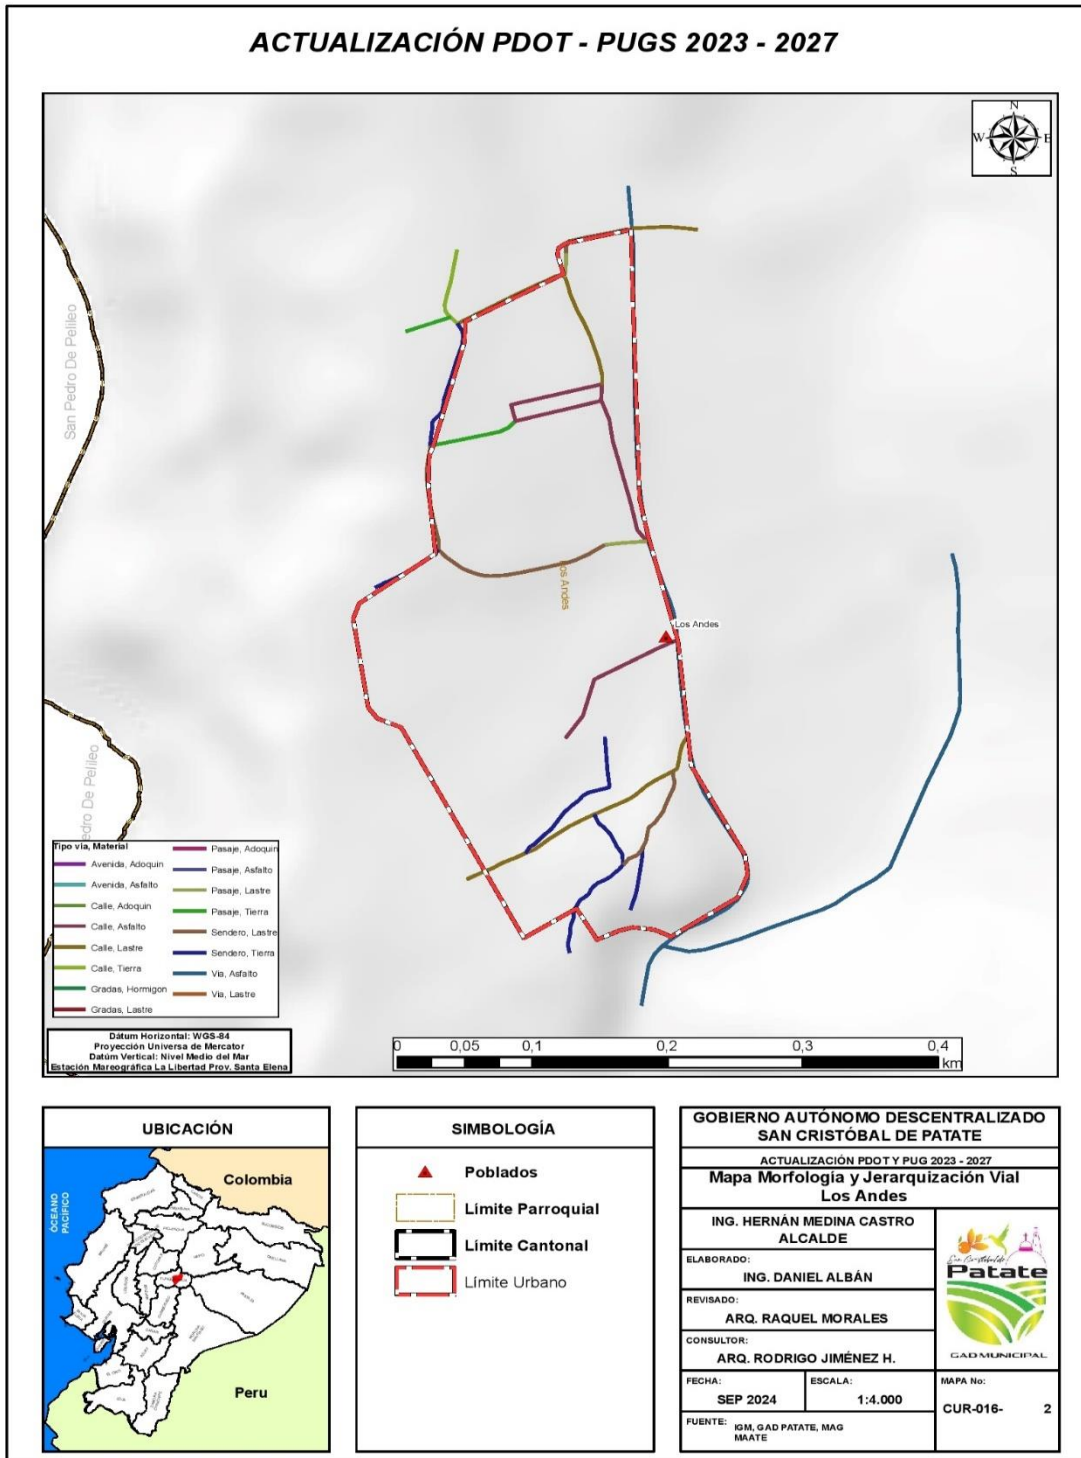 ACTUALIZACIÓN PDOT - PUGS 2023 - 2027
N
W
E
S
San Pedro De Pelileo
Los Andes
Los Andes
edro De Pelileo
Tipo via, Material
Avenida, Adoquin
Avenida, Asfalto
Calle, Adoquin
Calle, Asfalto
Calle, Lastre
Calle, Tierra
Gradas, Hormigon
Gradas, Lastre
Pasaje, Adoquin
Pasaje, Asfalto
Pasaje, Lastre
Pasaje, Tierra
Sendero, Lastre
Sendero, Tierra
Via, Asfalto
Via, Lastre
Dátum Horizontal: WGS-84
Proyección Universa de Mercator
Datúm Vertical: Nivel Medio del Mar
Estación Mareográfica La Libertad Prov. Santa Elena
0 0,05 0,1 0,2 0,3 0,4
km
UBICACIÓN
Colombia
OCEANO
PACÍFICO
Peru
SIMBOLOGÍA
Poblados
Límite Parroquial
Límite Cantonal
Límite Urbano
GOBIERNO AUTÓNOMO DESCENTRALIZADO
SAN CRISTÓBAL DE PATATE
ACTUALIZACIÓN PDOT Y PUG 2023 - 2027
Mapa Morfología y Jerarquización Vial
Los Andes
ING. HERNÁN MEDINA CASTRO
ALCALDE
ELABORADO:
ING. DANIEL ALBÁN
REVISADO:
ARQ. RAQUEL MORALES
CONSULTOR:
ARQ. RODRIGO JIMÉNEZ H.
San Cristóbal de
Patate
GAD MUNICIPAL
FECHA:
SEP 2024
ESCALA:
1:4.000
MAPA No:
CUR-016- 2
FUENTE: IGM, GAD PATATE, MAG
MAATE